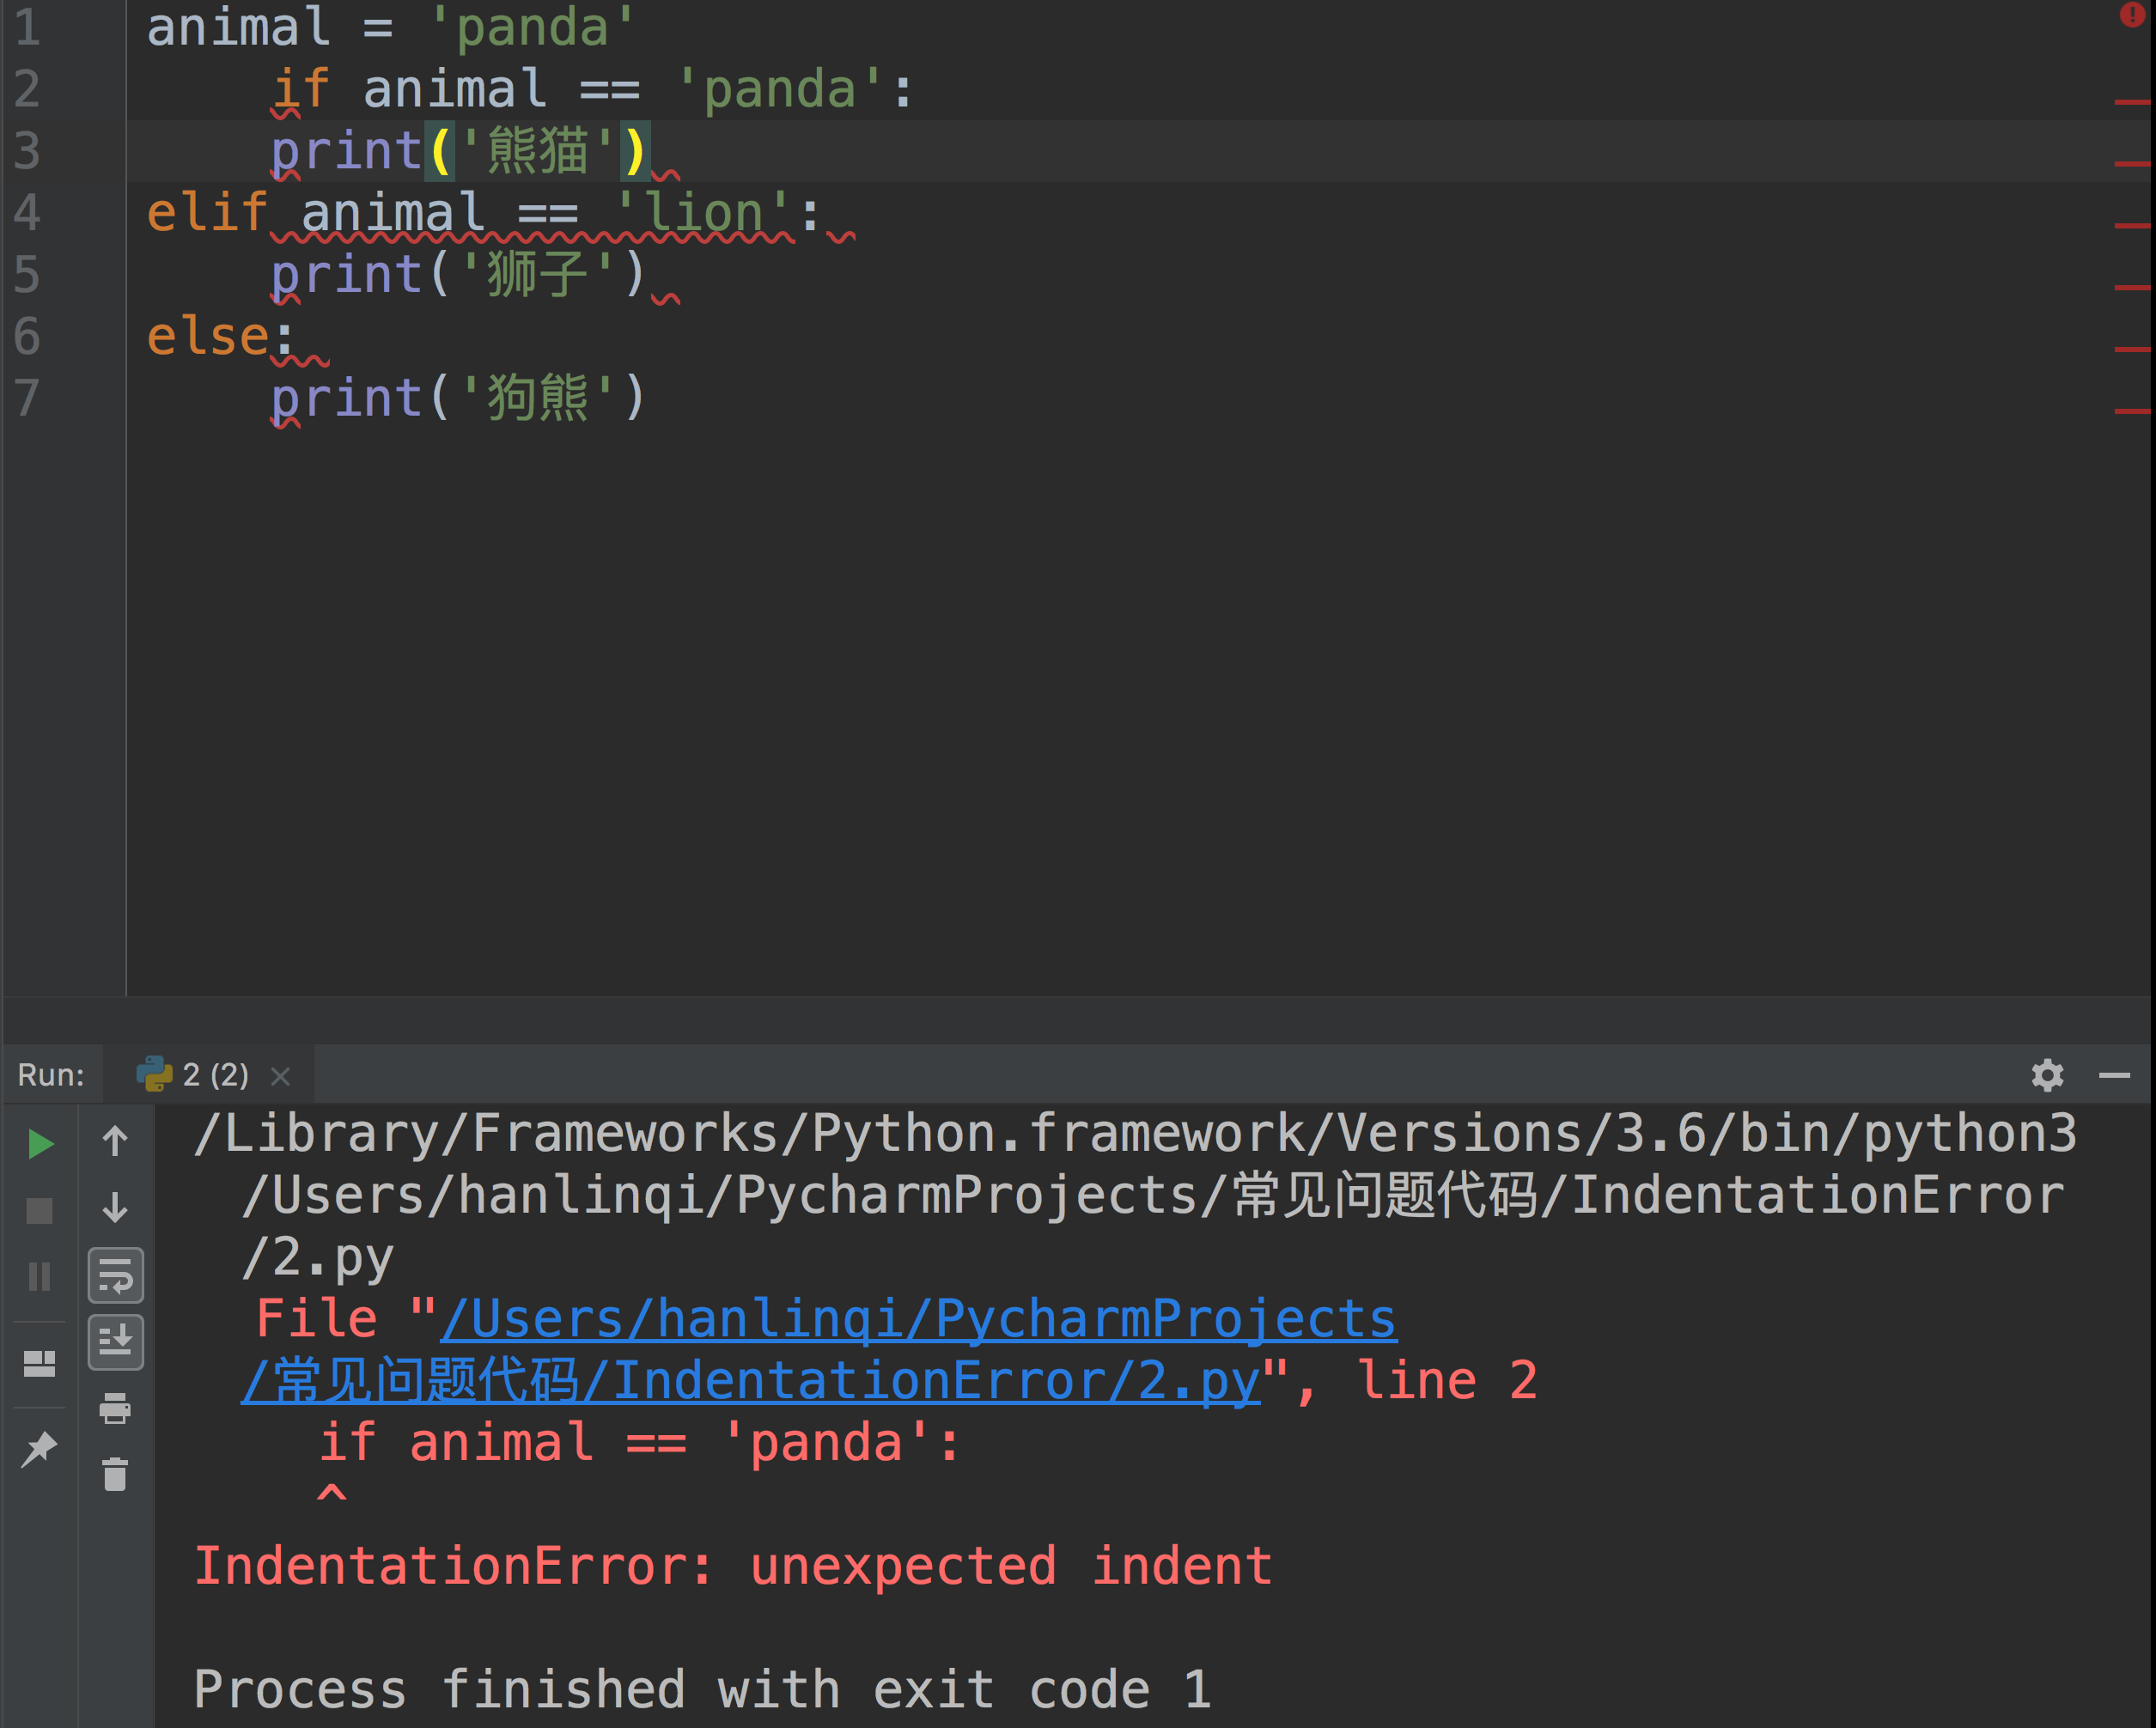 1 animal = 'panda'
2     if animal == 'panda':
3     print('熊猫')
4 elif animal == 'lion':
5     print('狮子')
6 else:
7     print('狗熊')
Run: 2 (2)
/Library/Frameworks/Python.framework/Versions/3.6/bin/python3
/Users/hanlinqi/PycharmProjects/常见问题代码/IndentationError
/2.py
File "/Users/hanlinqi/PycharmProjects
/常见问题代码/IndentationError/2.py", line 2
if animal == 'panda':
^
IndentationError: unexpected indent
Process finished with exit code 1